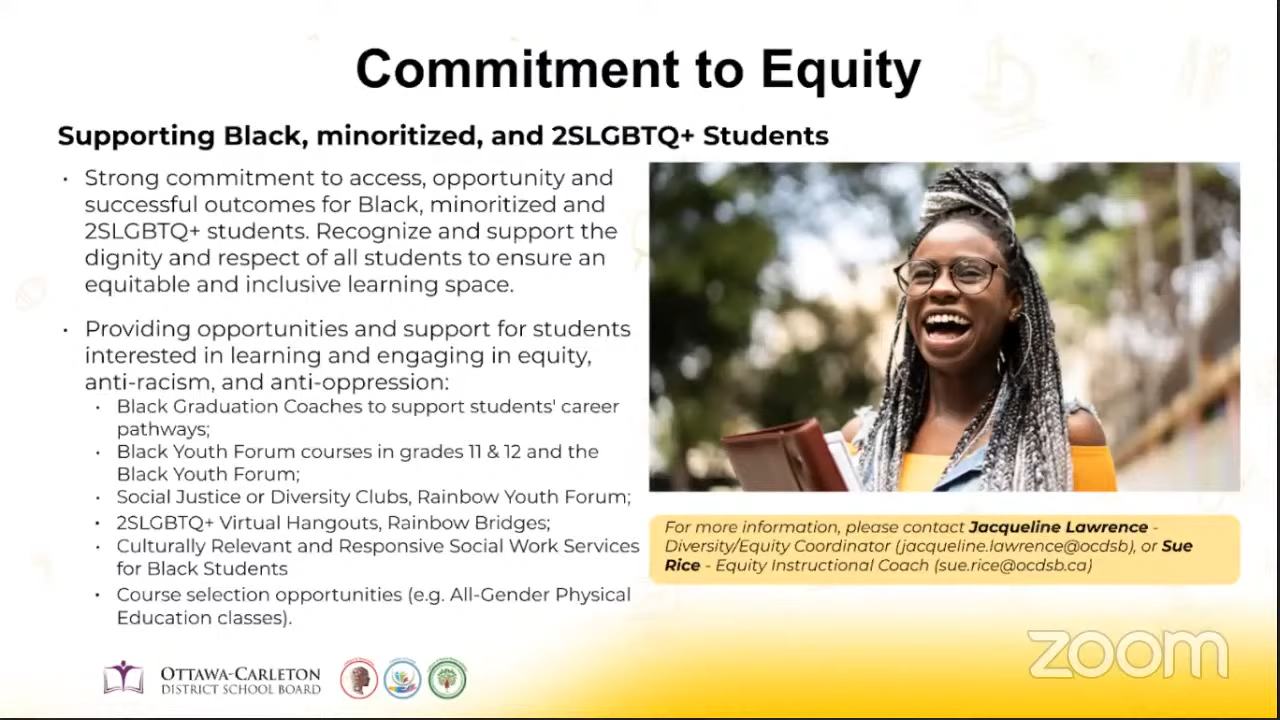 Commitment to Equity
Supporting Black, minoritized, and 2SLGBTQ+ Students
• Strong commitment to access, opportunity and
successful outcomes for Black, minoritized and
2SLGBTQ+ students. Recognize and support the
dignity and respect of all students to ensure an
equitable and inclusive learning space.
• Providing opportunities and support for students
interested in learning and engaging in equity,
anti-racism, and anti-oppression:
• Black Graduation Coaches to support students' career
pathways;
• Black Youth Forum courses in grades 11 & 12 and the
Black Youth Forum;
• Social Justice or Diversity Clubs, Rainbow Youth Forum;
• 2SLGBTQ+ Virtual Hangouts, Rainbow Bridges;
• Culturally Relevant and Responsive Social Work Services
for Black Students
• Course selection opportunities (e.g. All-Gender Physical
Education classes).
For more information, please contact Jacqueline Lawrence -
Diversity/Equity Coordinator (jacqueline.lawrence@ocdsb), or Sue
Rice - Equity Instructional Coach (sue.rice@ocdsb.ca)
OTTAWA-CARLETON
DISTRICT SCHOOL BOARD
zoom